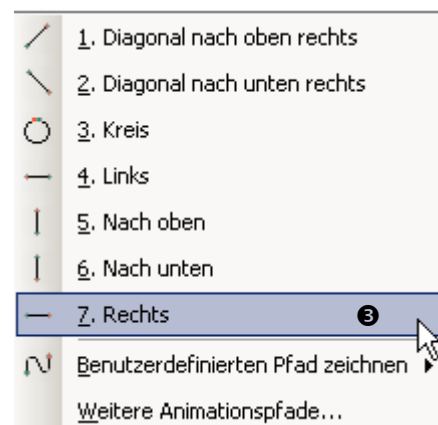 1. Diagonal nach oben rechts
2. Diagonal nach unten rechts
3. Kreis
4. Links
5. Nach oben
6. Nach unten
7. Rechts ❸
Benutzerdefinierten Pfad zeichnen
Weitere Animationspfade...